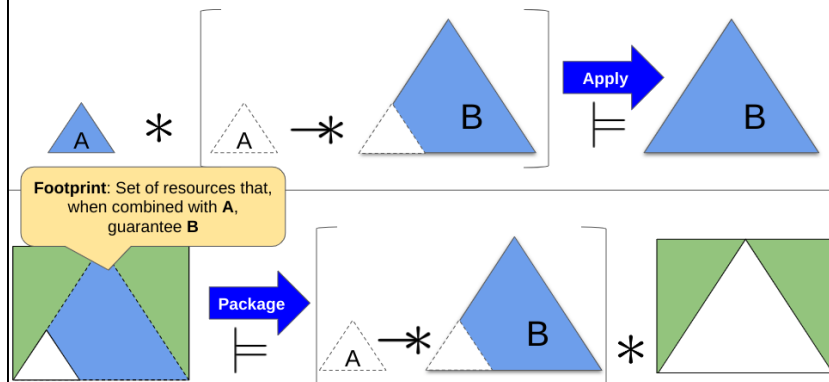 A * A —* B Apply ⊨ B
Footprint: Set of resources that,
when combined with A,
guarantee B
Package ⊨ A —* B *